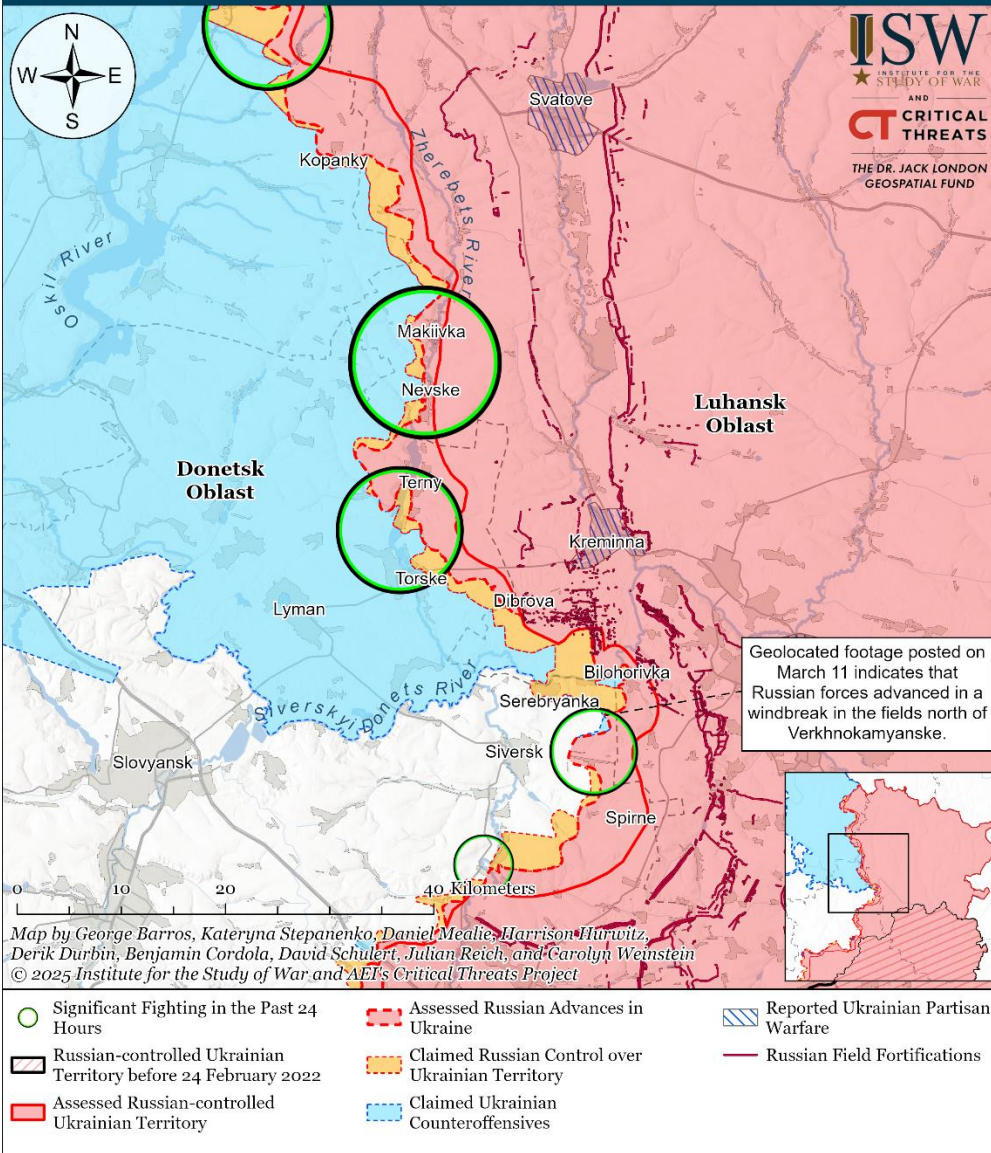 N
W E
S
ISW
INSTITUTE FOR THE
STUDY OF WAR
AND
CT CRITICAL
THREATS
THE DR. JACK LONDON
GEOSPATIAL FUND
Svatove
Kopanky
Zherebets River
Oskil River
Makiivka
Nevske
Luhansk
Oblast
Donetsk
Oblast
Terny
Kreminna
Torske
Dibrova
Lyman
Bilohorivka
Geolocated footage posted on
March 11 indicates that
Russian forces advanced in a
windbreak in the fields north of
Verkhnokamyanske.
Serebryanka
Siverskyi Donets River
Siversk
Slovyansk
Spirne
0 10 20 40 Kilometers
Map by George Barros, Kateryna Stepanenko, Daniel Mealie, Harrison Hurwitz,
Derik Durbin, Benjamin Cordola, David Schulert, Julian Reich, and Carolyn Weinstein
© 2025 Institute for the Study of War and AEI's Critical Threats Project
Significant Fighting in the Past 24
Hours
Russian-controlled Ukrainian
Territory before 24 February 2022
Assessed Russian-controlled
Ukrainian Territory
Assessed Russian Advances in
Ukraine
Claimed Russian Control over
Ukrainian Territory
Claimed Ukrainian
Counteroffensives
Reported Ukrainian Partisan
Warfare
Russian Field Fortifications